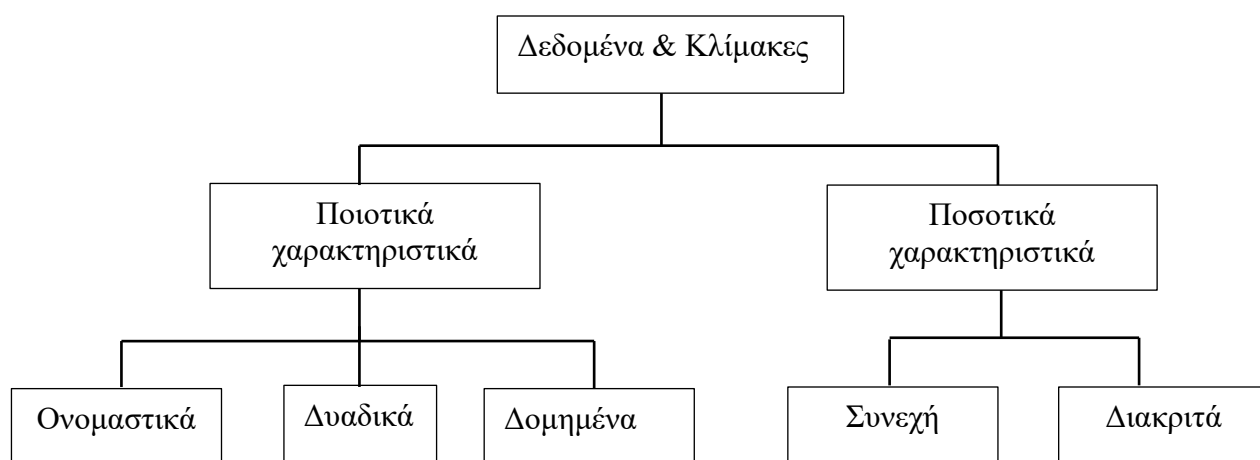 Δεδομένα & Κλίμακες
Ποιοτικά
χαρακτηριστικά
Ποσοτικά
χαρακτηριστικά
Ονομαστικά
Δυαδικά
Δομημένα
Συνεχή
Διακριτά